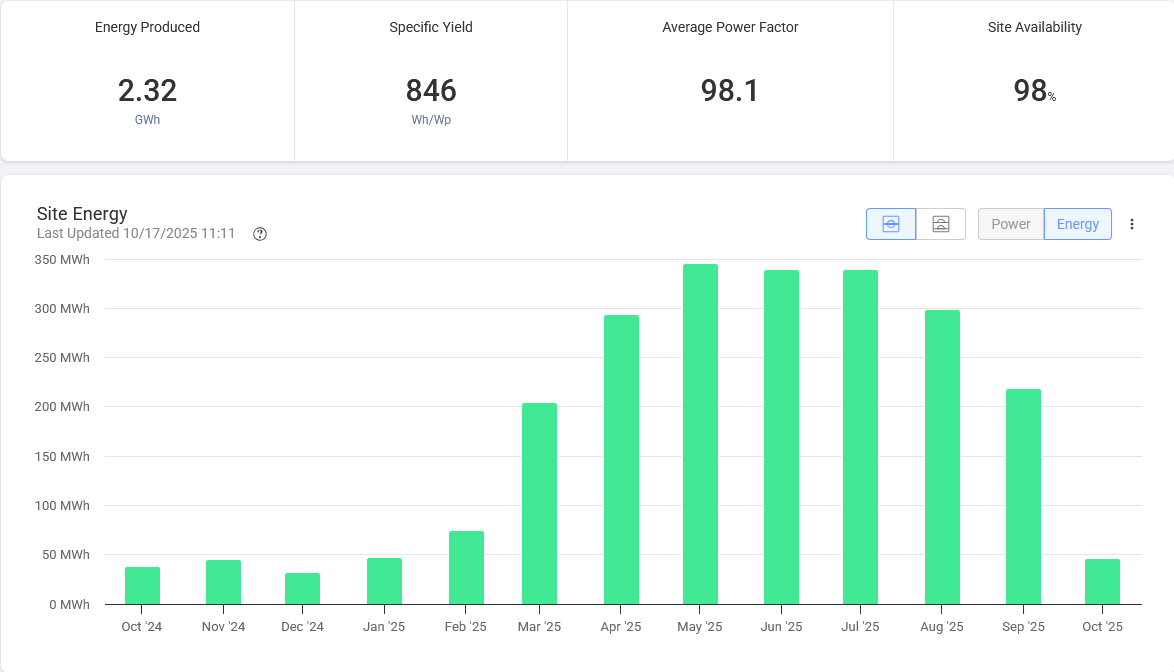 Energy Produced
Specific Yield
Average Power Factor
Site Availability
2.32
846
98.1
98%
GWh
Wh/Wp
Site Energy
Last Updated 10/17/2025 11:11 ?
Power
Energy
350 MWh
300 MWh
250 MWh
200 MWh
150 MWh
100 MWh
50 MWh
0 MWh
Oct '24
Nov '24
Dec '24
Jan '25
Feb '25
Mar '25
Apr '25
May '25
Jun '25
Jul '25
Aug '25
Sep '25
Oct '25